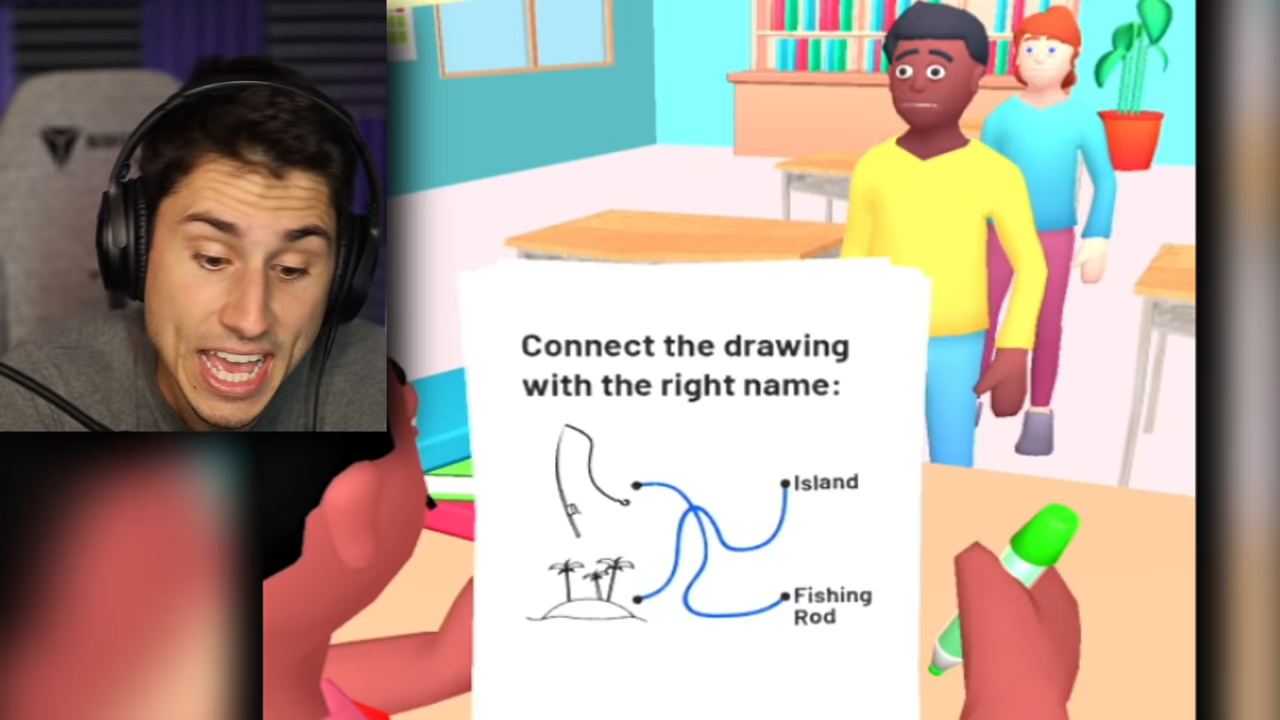 Connect the drawing
with the right name:
Island
Fishing
Rod